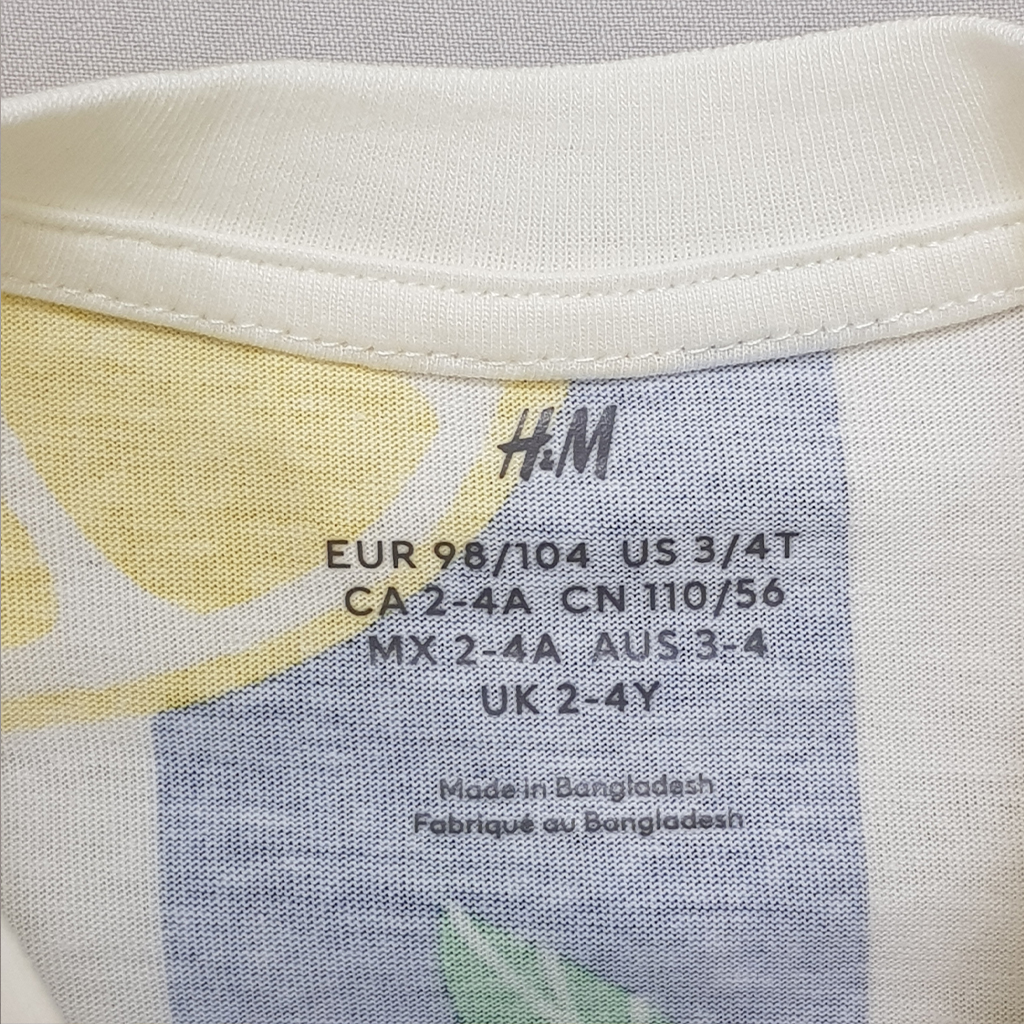 H&M
EUR 98/104 US 3/4T
CA 2-4A CN 110/56
MX 2-4A AUS 3-4
UK 2-4Y
Made in Bangladesh
Fabriqué au Bangladesh